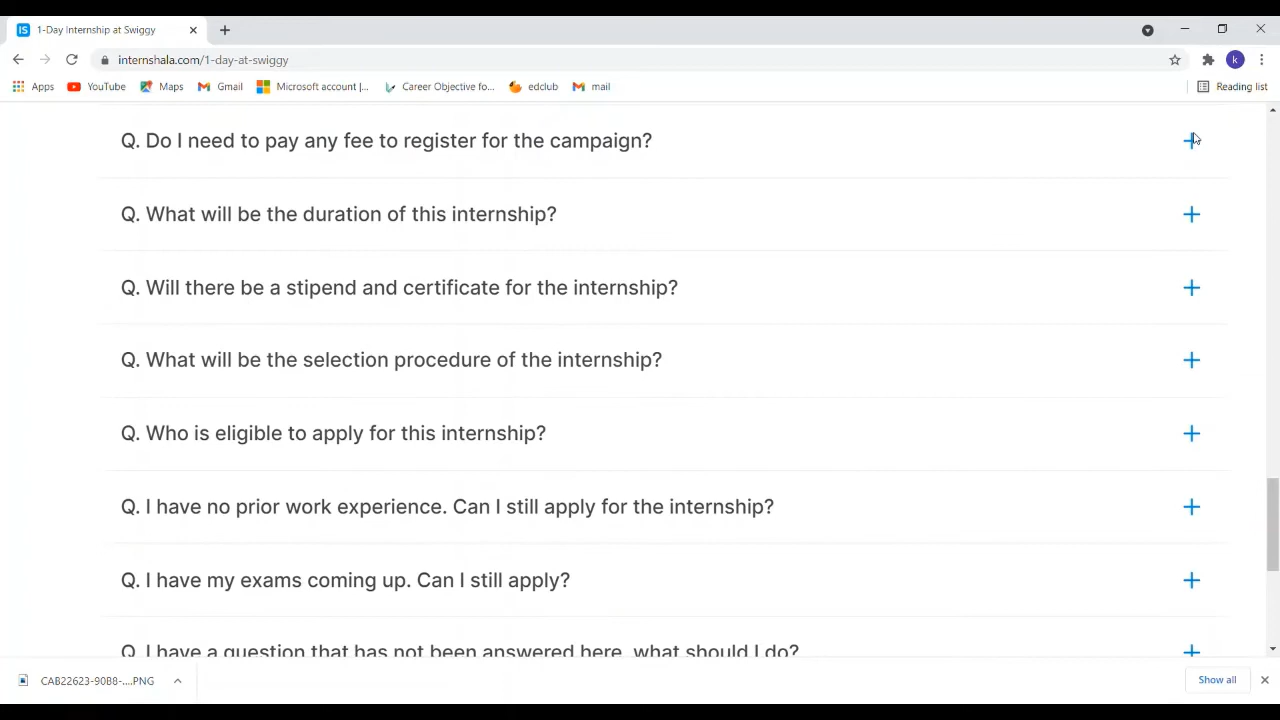 IS 1-Day Internship at Swiggy
internshala.com/1-day-at-swiggy
k
Apps YouTube Maps Gmail Microsoft account |... Career Objective fo... edclub mail Reading list
Q. Do I need to pay any fee to register for the campaign?
Q. What will be the duration of this internship?
Q. Will there be a stipend and certificate for the internship?
Q. What will be the selection procedure of the internship?
Q. Who is eligible to apply for this internship?
Q. I have no prior work experience. Can I still apply for the internship?
Q. I have my exams coming up. Can I still apply?
Q. I have a question that has not been answered here, what should I do?
CAB22623-90B8-....PNG Show all